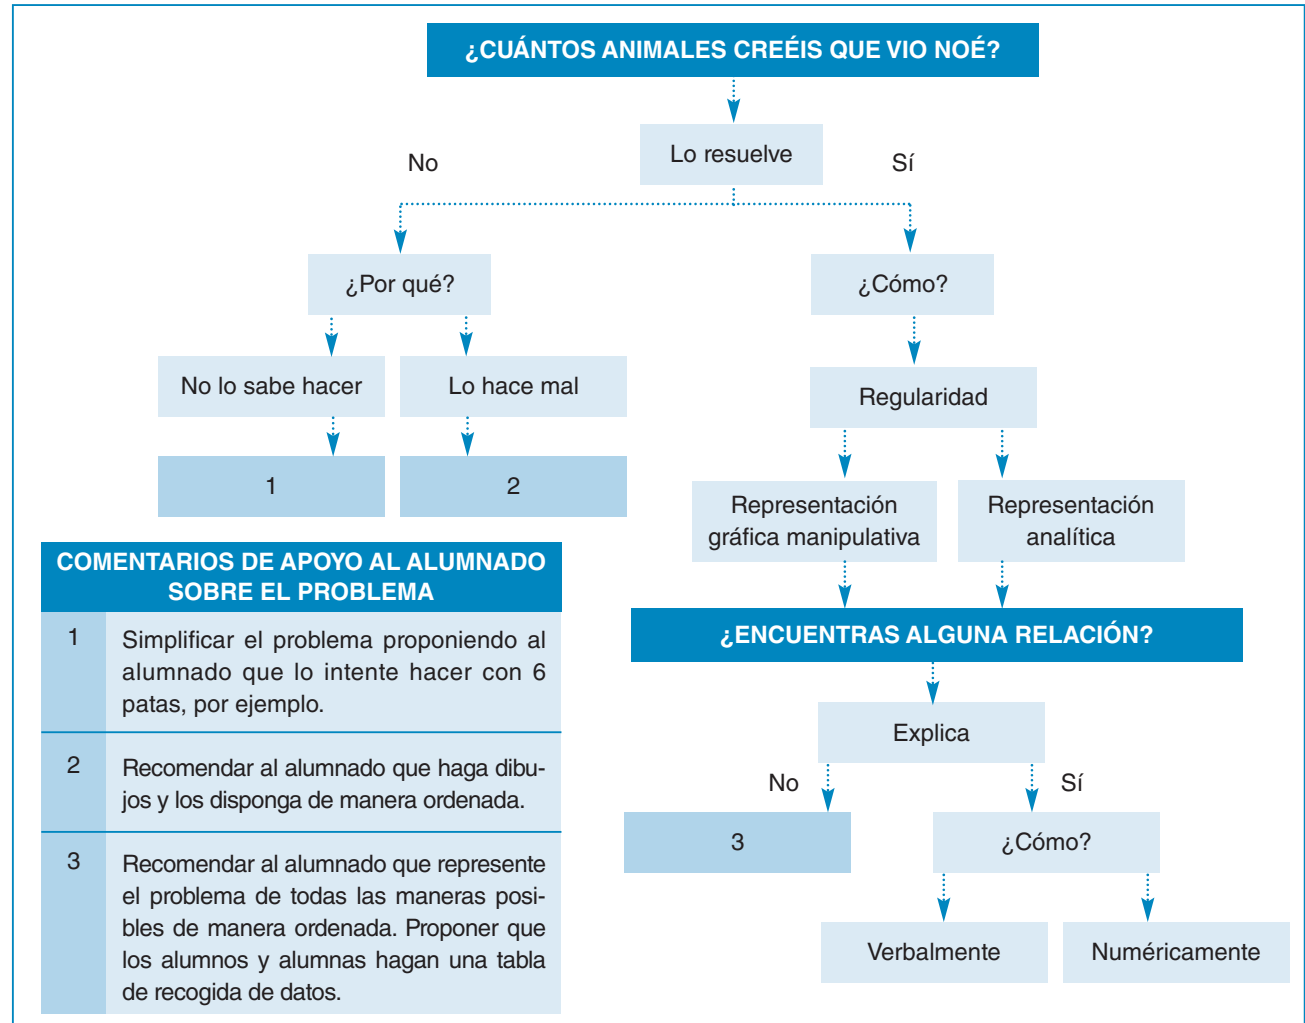 ¿CUÁNTOS ANIMALES CREÉIS QUE VIO NOÉ?
Lo resuelve
No
Sí
¿Por qué?
¿Cómo?
No lo sabe hacer
Lo hace mal
Regularidad
1
2
Representación
gráfica manipulativa
Representación
analítica
COMENTARIOS DE APOYO AL ALUMNADO
SOBRE EL PROBLEMA
1
Simplificar el problema proponiendo al
alumnado que lo intente hacer con 6
patas, por ejemplo.
2
Recomendar al alumnado que haga dibu-
jos y los disponga de manera ordenada.
3
Recomendar al alumnado que represente
el problema de todas las maneras posi-
bles de manera ordenada. Proponer que
los alumnos y alumnas hagan una tabla
de recogida de datos.
¿ENCUENTRAS ALGUNA RELACIÓN?
Explica
No
Sí
3
¿Cómo?
Verbalmente
Numéricamente